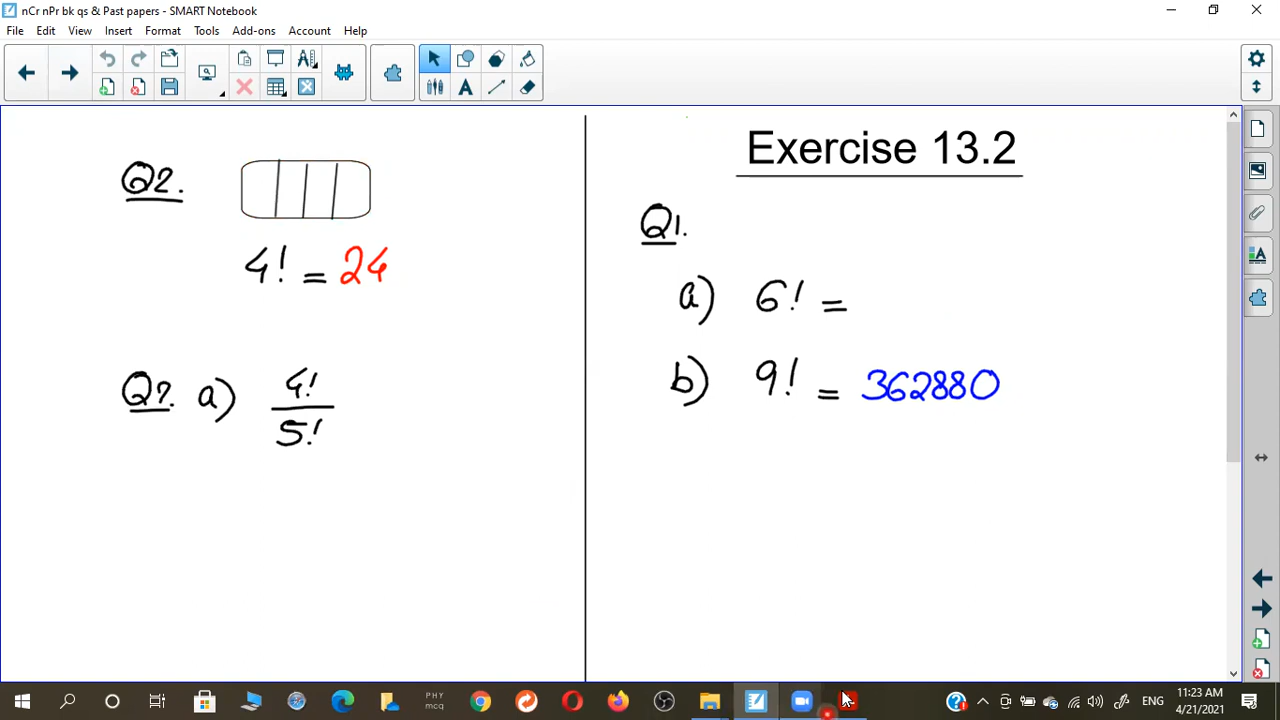 nCr nPr bk qs & Past papers - SMART Notebook
File Edit View Insert Format Tools Add-ons Account Help
Q2.
4! = 24
Q7. a) 4!
5!
Exercise 13.2
Q1.
a) 6! =
b) 9! = 362880
PHY
mcq
ENG
11:23 AM
4/21/2021